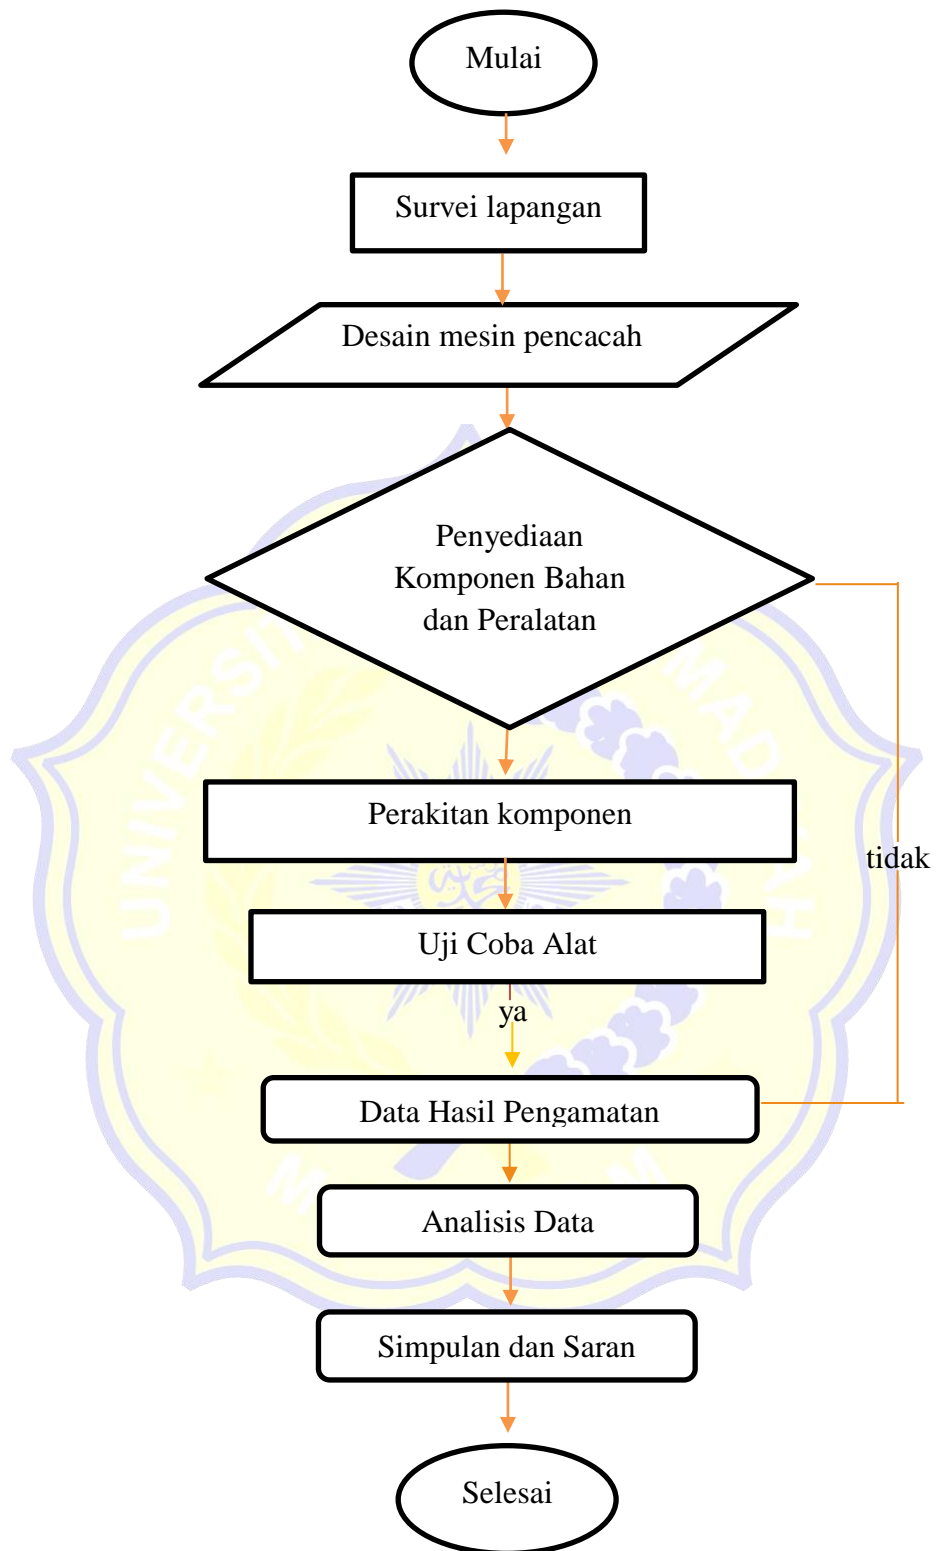 Mulai
Survei lapangan
Desain mesin pencacah
Penyediaan
Komponen Bahan
dan Peralatan
Perakitan komponen
tidak
Uji Coba Alat
ya
Data Hasil Pengamatan
Analisis Data
Simpulan dan Saran
Selesai